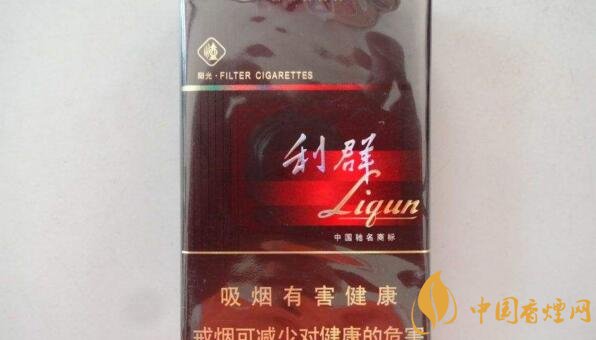 阳光·FILTER CIGARETTES
利群
Liqun
中国驰名商标
吸烟有害健康
戒烟可减少对健康的危害
中国香烟网